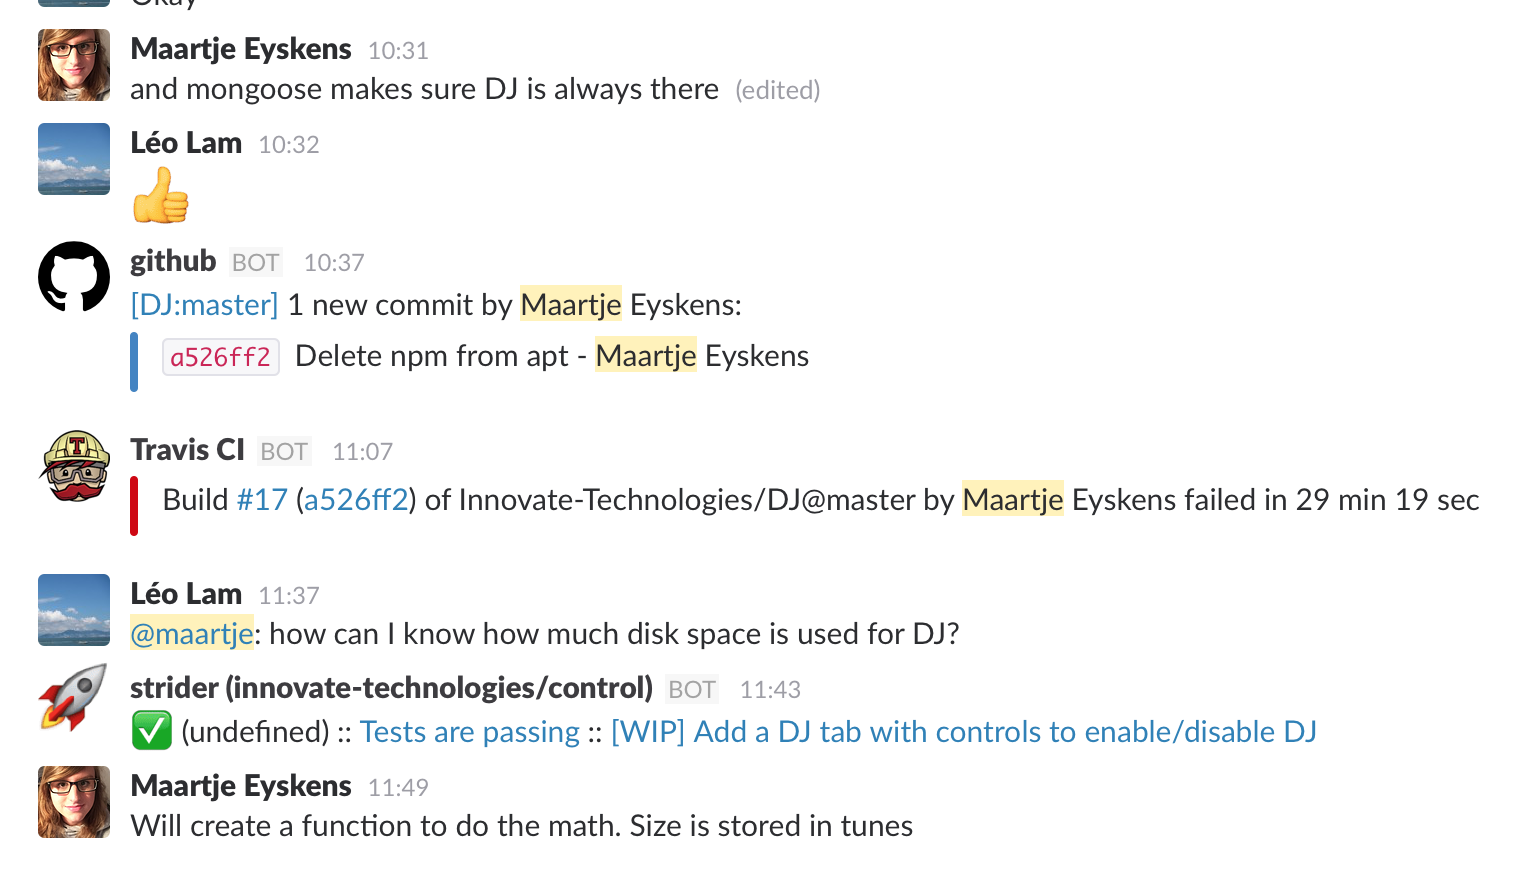 Okay
Maartje Eyskens 10:31
and mongoose makes sure DJ is always there (edited)
Léo Lam 10:32
github BOT 10:37
[DJ:master] 1 new commit by Maartje Eyskens:
a526ff2 Delete npm from apt - Maartje Eyskens
Travis CI BOT 11:07
T
Build #17 (a526ff2) of Innovate-Technologies/DJ@master by Maartje Eyskens failed in 29 min 19 sec
Léo Lam 11:37
@maartje: how can I know how much disk space is used for DJ?
strider (innovate-technologies/control) BOT 11:43
(undefined) :: Tests are passing :: [WIP] Add a DJ tab with controls to enable/disable DJ
Maartje Eyskens 11:49
Will create a function to do the math. Size is stored in tunes